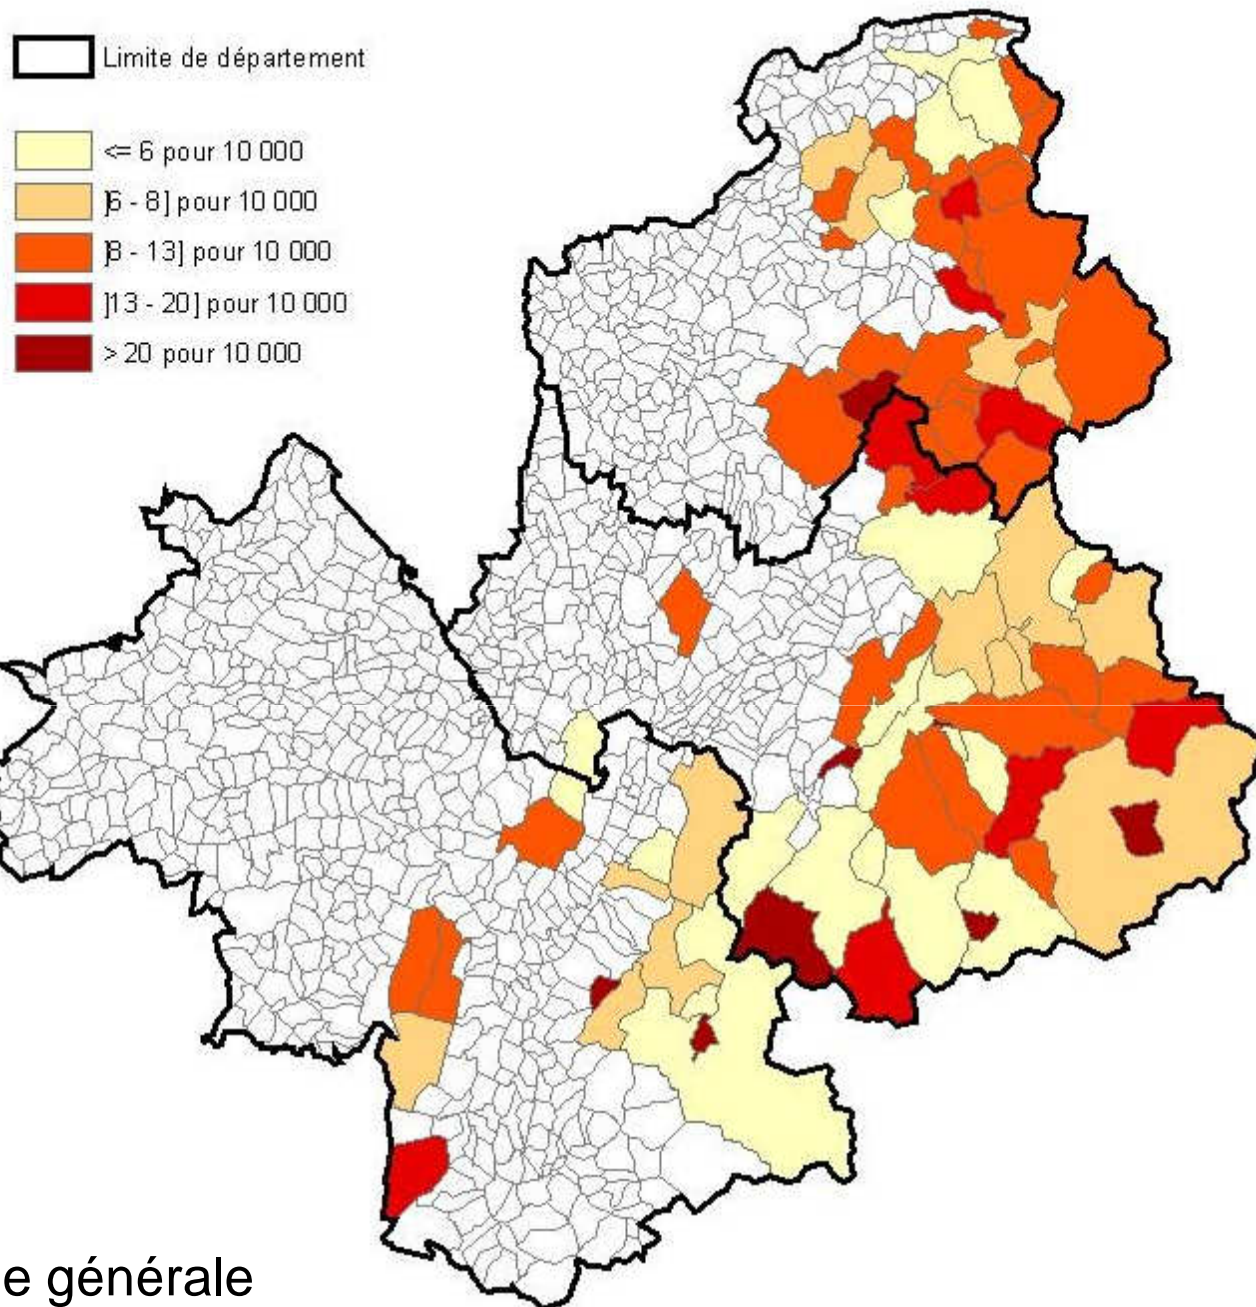 Limite de département
<= 6 pour 10 000
]6 - 8] pour 10 000
]8 - 13] pour 10 000
]13 - 20] pour 10 000
> 20 pour 10 000
e générale